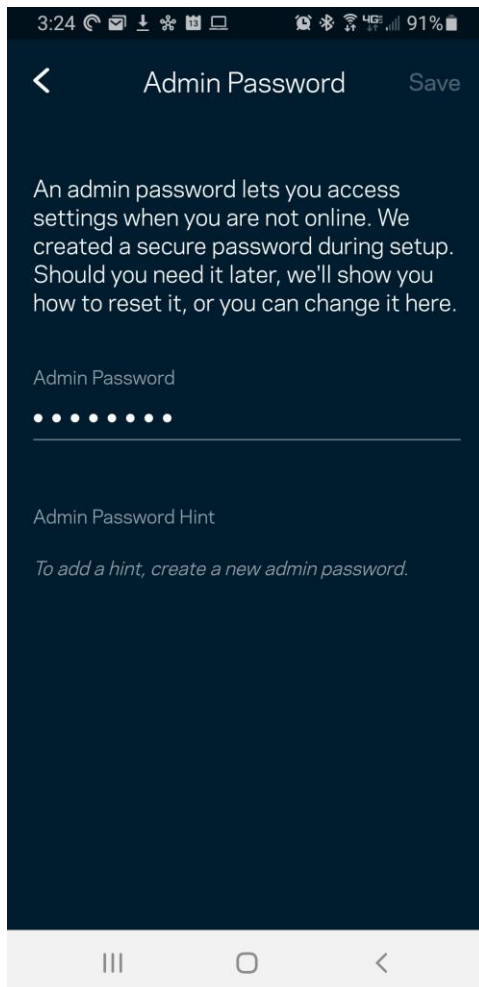 3:24 13 4GE 91%
Admin Password Save
An admin password lets you access
settings when you are not online. We
created a secure password during setup.
Should you need it later, we'll show you
how to reset it, or you can change it here.
Admin Password
••••••••
Admin Password Hint
To add a hint, create a new admin password.